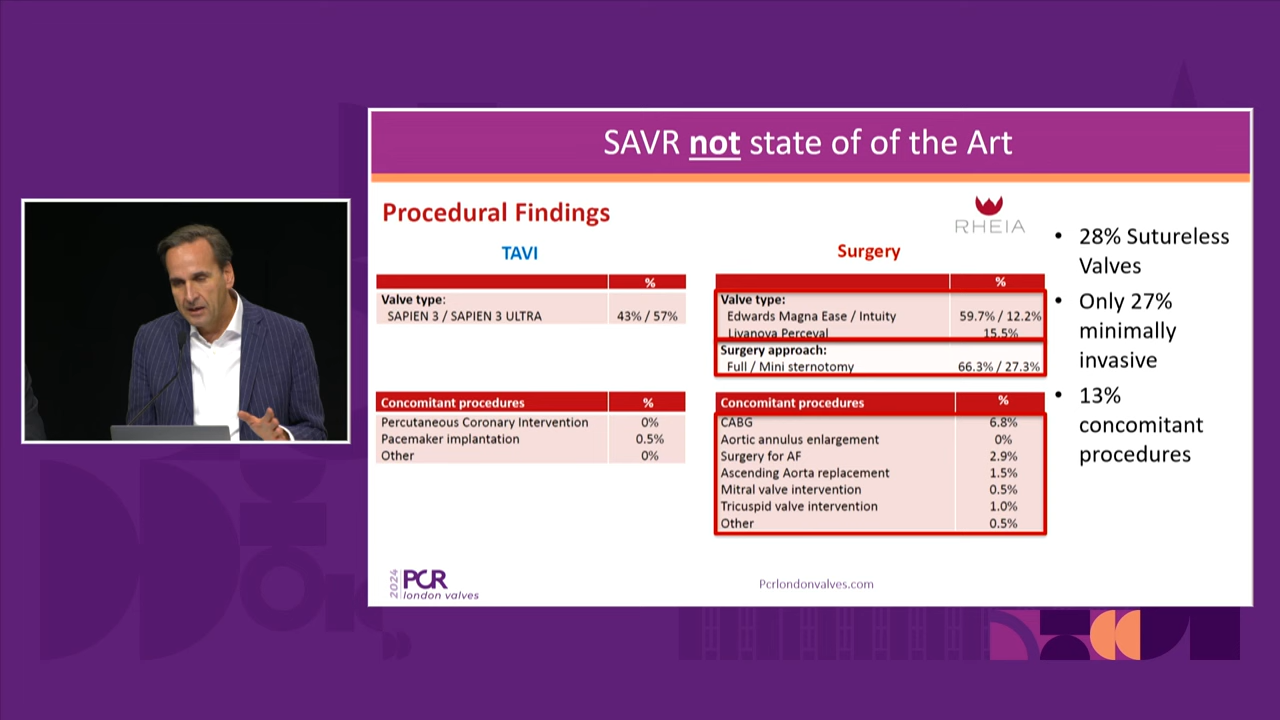 SAVR not state of of the Art
Procedural Findings
RHEIA
TAVI
%
Valve type:
SAPIEN 3 / SAPIEN 3 ULTRA 43% / 57%
Concomitant procedures %
Percutaneous Coronary Intervention 0%
Pacemaker implantation 0.5%
Other 0%
Surgery
%
Valve type:
Edwards Magna Ease / Intuity 59.7% / 12.2%
Livanova Perceval 15.5%
Surgery approach:
Full / Mini sternotomy 66.3% / 27.3%
Concomitant procedures %
CABG 6.8%
Aortic annulus enlargement 0%
Surgery for AF 2.9%
Ascending Aorta replacement 1.5%
Mitral valve intervention 0.5%
Tricuspid valve intervention 1.0%
Other 0.5%
• 28% Sutureless
Valves
• Only 27%
minimally
invasive
• 13%
concomitant
procedures
2024 PCR
london valves
Pcrlondonvalves.com